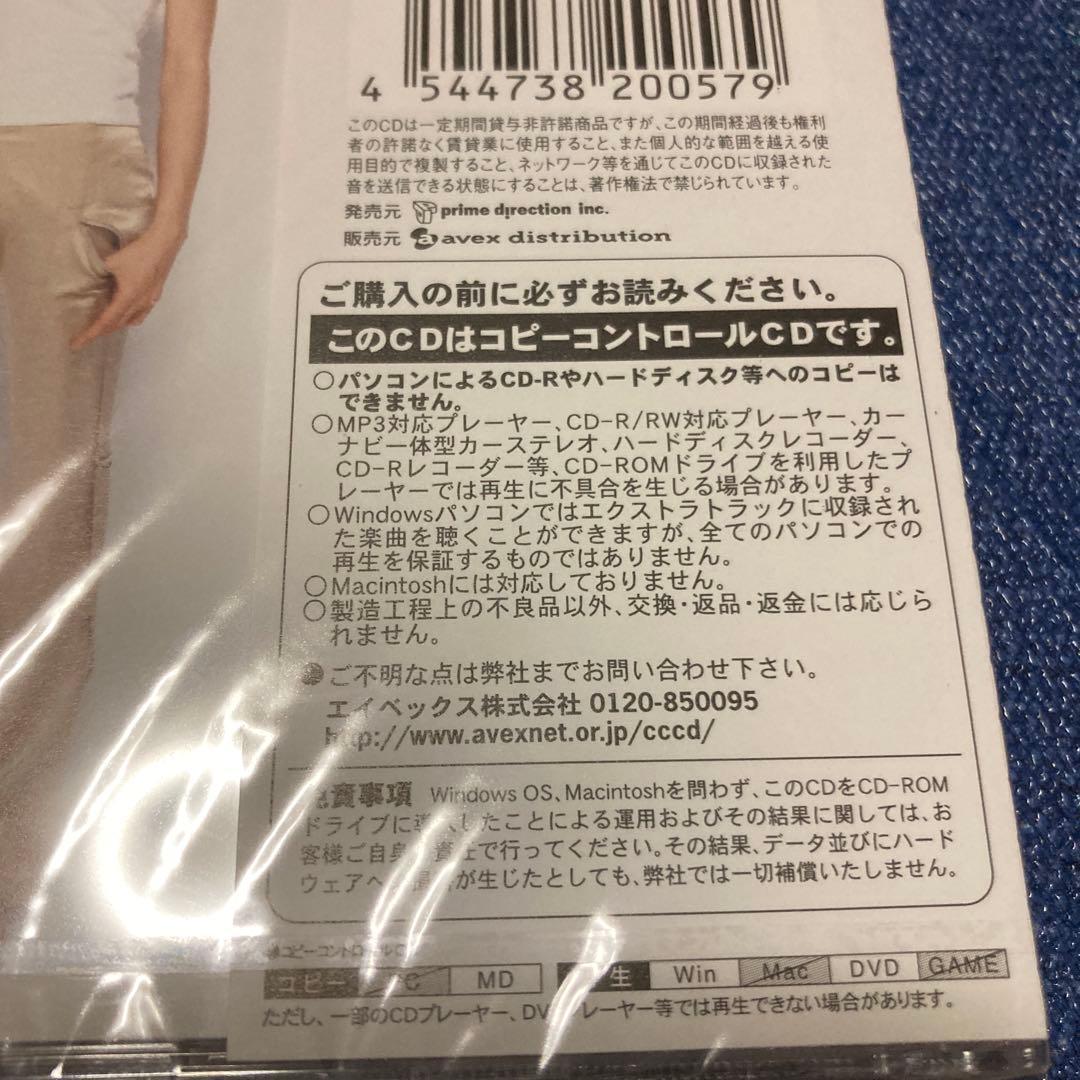 4 544738 200579
このCDは一定期間貸与非許諾商品ですが、この期間経過後も権利
者の許諾なく賃貸業に使用すること、また個人的な範囲を越える使
用目的で複製すること、ネットワーク等を通じてこのCDに収録された
音を送信できる状態にすることは、著作権法で禁じられています。
発売元 prime direction inc.
販売元 avex distribution
ご購入の前に必ずお読みください。
このCDはコピーコントロールCDです。
○パソコンによるCD-Rやハードディスク等へのコピーは
できません。
○MP3対応プレーヤー、CD-R/RW対応プレーヤー、カー
ナビ一体型カーステレオ、ハードディスクレコーダー、
CD-Rレコーダー等、CD-ROMドライブを利用したプ
レーヤーでは再生に不具合を生じる場合があります。
○Windowsパソコンではエクストラトラックに収録され
た楽曲を聴くことができますが、全てのパソコンでの
再生を保証するものではありません。
○Macintoshには対応しておりません。
○製造工程上の不良品以外、交換・返品・返金には応じら
れません。
ご不明な点は弊社までお問い合わせ下さい。
エイベックス株式会社 0120-850095
http://www.avexnet.or.jp/cccd/
免責事項 Windows OS、Macintoshを問わず、このCDをCD-ROM
ドライブに導入したことによる運用およびその結果に関しては、お
客様ご自身の責任で行ってください。その結果、データ並びにハード
ウェアへ が生じたとしても、弊社では一切補償いたしません。
コピーコントロールC
コピー C MD 生 Win Mac DVD GAME
ただし、一部のCDプレーヤー、DV レーヤー等では再生できない場合があります。